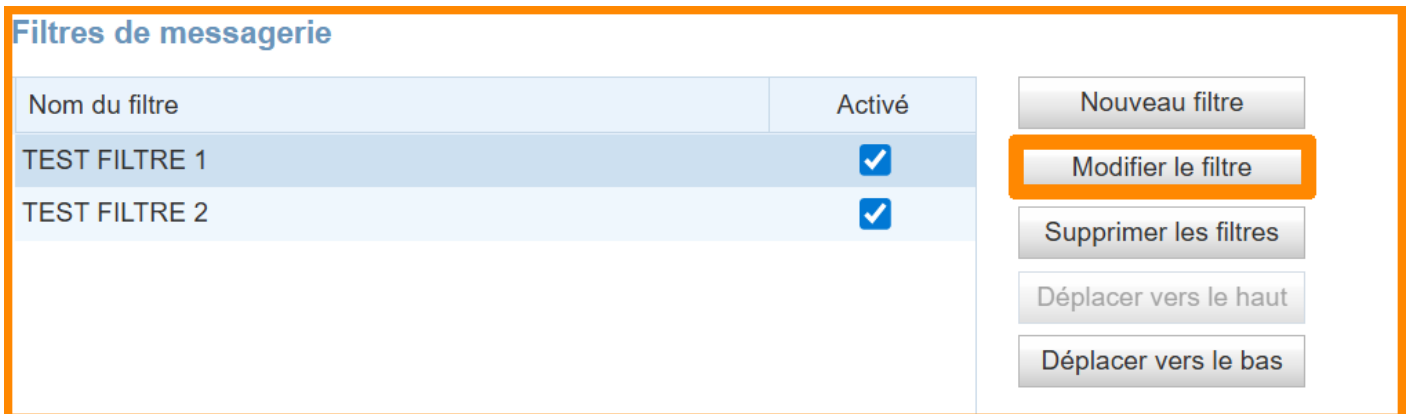 Filtres de messagerie
Nom du filtre
Activé
TEST FILTRE 1
TEST FILTRE 2
Nouveau filtre
Modifier le filtre
Supprimer les filtres
Déplacer vers le haut
Déplacer vers le bas